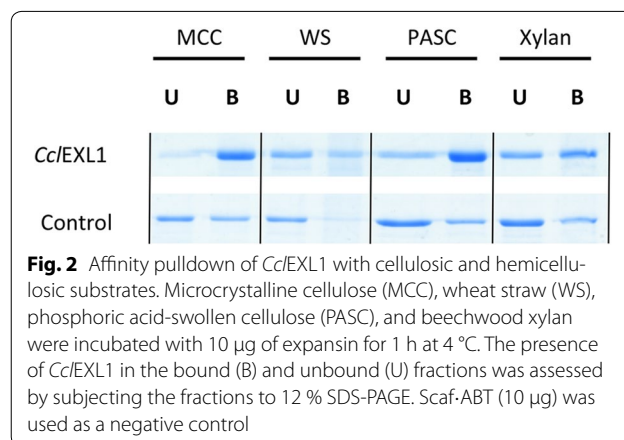 MCC WS PASC Xylan
U B U B U B U B
CclEXL1
Control
Fig. 2 Affinity pulldown of CclEXL1 with cellulosic and hemicellu-
losic substrates. Microcrystalline cellulose (MCC), wheat straw (WS),
phosphoric acid-swollen cellulose (PASC), and beechwood xylan
were incubated with 10 µg of expansin for 1 h at 4 °C. The presence
of CclEXL1 in the bound (B) and unbound (U) fractions was assessed
by subjecting the fractions to 12 % SDS-PAGE. Scaf·ABT (10 µg) was
used as a negative control